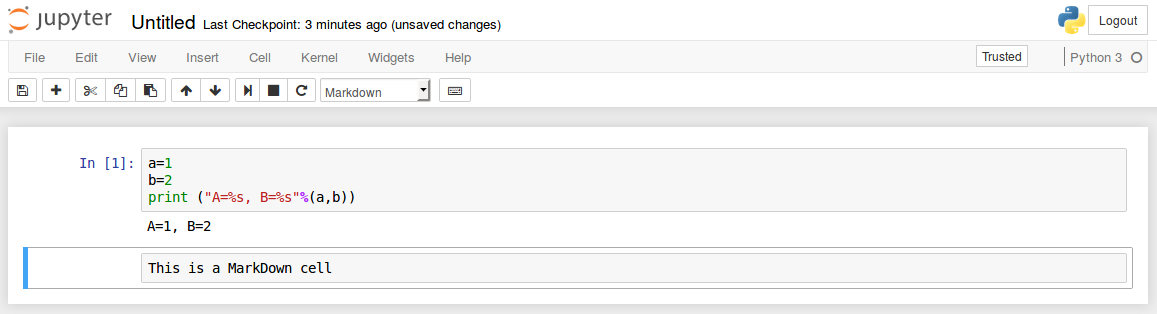 jupyter Untitled Last Checkpoint: 3 minutes ago (unsaved changes) Logout
File Edit View Insert Cell Kernel Widgets Help Trusted Python 3
Markdown
In [1]: a=1
b=2
print ("A=%s, B=%s"%(a,b))
A=1, B=2
This is a MarkDown cell